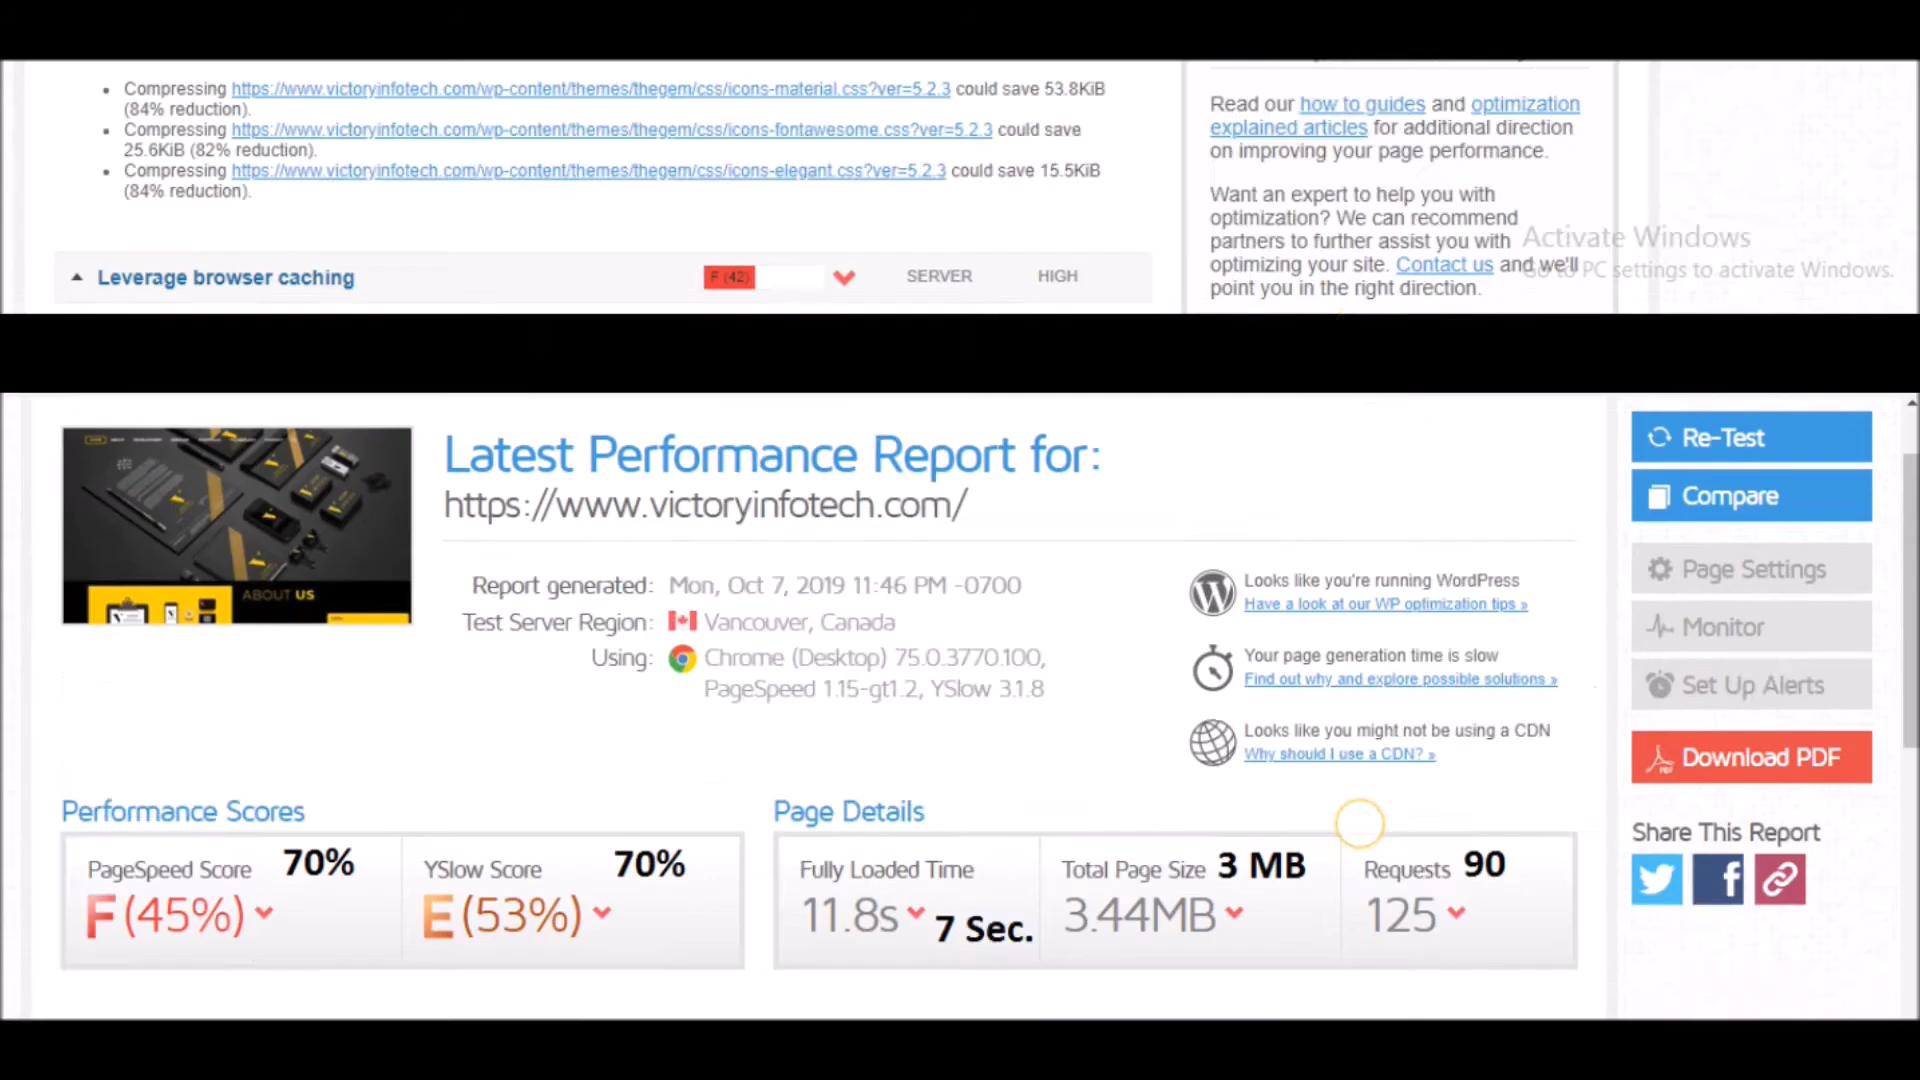 Compressing https://www.victoryinfotech.com/wp-content/themes/thegem/css/icons-material.css?ver=5.2.3 could save 53.8KiB
(84% reduction).
Compressing https://www.victoryinfotech.com/wp-content/themes/thegem/css/icons-fontawesome.css?ver=5.2.3 could save
25.6KiB (82% reduction).
Compressing https://www.victoryinfotech.com/wp-content/themes/thegem/css/icons-elegant.css?ver=5.2.3 could save 15.5KiB
(84% reduction).
Leverage browser caching F (42) SERVER HIGH
Read our how to guides and optimization
explained articles for additional direction
on improving your page performance.
Want an expert to help you with
optimization? We can recommend
partners to further assist you with
optimizing your site. Contact us and we'll
point you in the right direction.
Activate Windows
Go to PC settings to activate Windows.
Latest Performance Report for:
https://www.victoryinfotech.com/
ABOUT US
Report generated: Mon, Oct 7, 2019 11:46 PM -0700
Test Server Region: Vancouver, Canada
Using: Chrome (Desktop) 75.0.3770.100,
PageSpeed 1.15-gt1.2, YSlow 3.1.8
Looks like you're running WordPress
Have a look at our WP optimization tips »
Your page generation time is slow
Find out why and explore possible solutions »
Looks like you might not be using a CDN
Why should I use a CDN? »
Re-Test
Compare
Page Settings
Monitor
Set Up Alerts
Download PDF
Share This Report
Performance Scores
PageSpeed Score 70%
F (45%)
YSlow Score 70%
E (53%)
Page Details
Fully Loaded Time
11.8s 7 Sec.
Total Page Size 3 MB
3.44MB
Requests 90
125